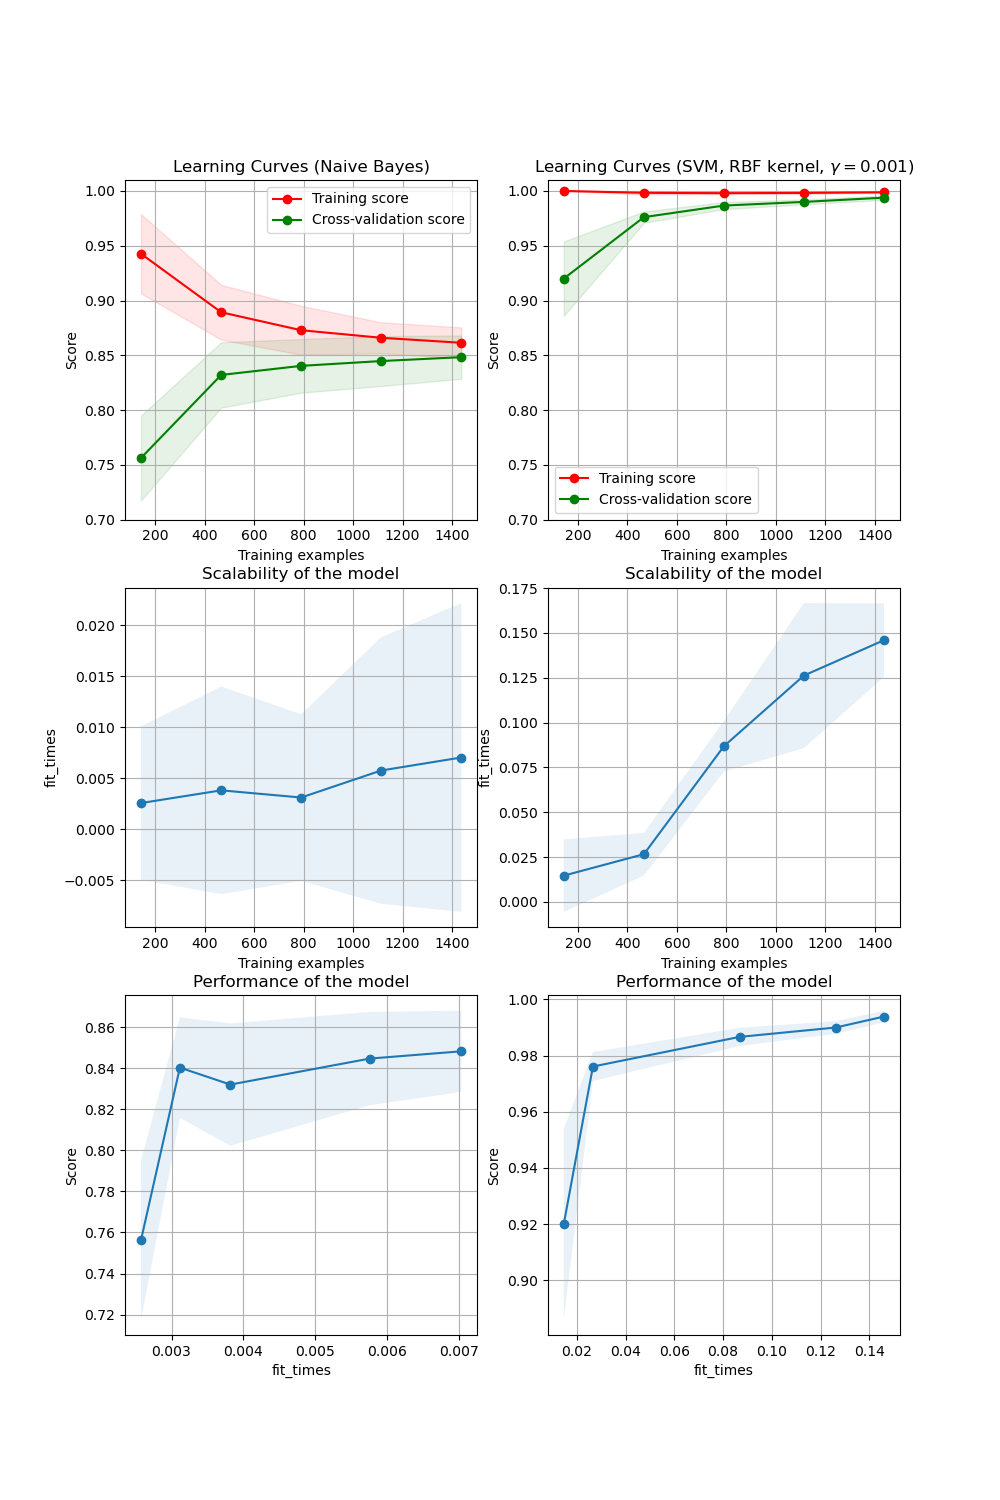 Learning Curves (Naive Bayes)
Score
1.00
0.95
0.90
0.85
0.80
0.75
0.70
Training score
Cross-validation score
200 400 600 800 1000 1200 1400
Training examples
Learning Curves (SVM, RBF kernel, γ = 0.001)
Score
1.00
0.95
0.90
0.85
0.80
0.75
0.70
Training score
Cross-validation score
200 400 600 800 1000 1200 1400
Training examples
Scalability of the model
fit_times
0.020
0.015
0.010
0.005
0.000
−0.005
200 400 600 800 1000 1200 1400
Training examples
Scalability of the model
fit_times
0.175
0.150
0.125
0.100
0.075
0.050
0.025
0.000
200 400 600 800 1000 1200 1400
Training examples
Performance of the model
Score
0.86
0.84
0.82
0.80
0.78
0.76
0.74
0.72
0.003 0.004 0.005 0.006 0.007
fit_times
Performance of the model
Score
1.00
0.98
0.96
0.94
0.92
0.90
0.02 0.04 0.06 0.08 0.10 0.12 0.14
fit_times